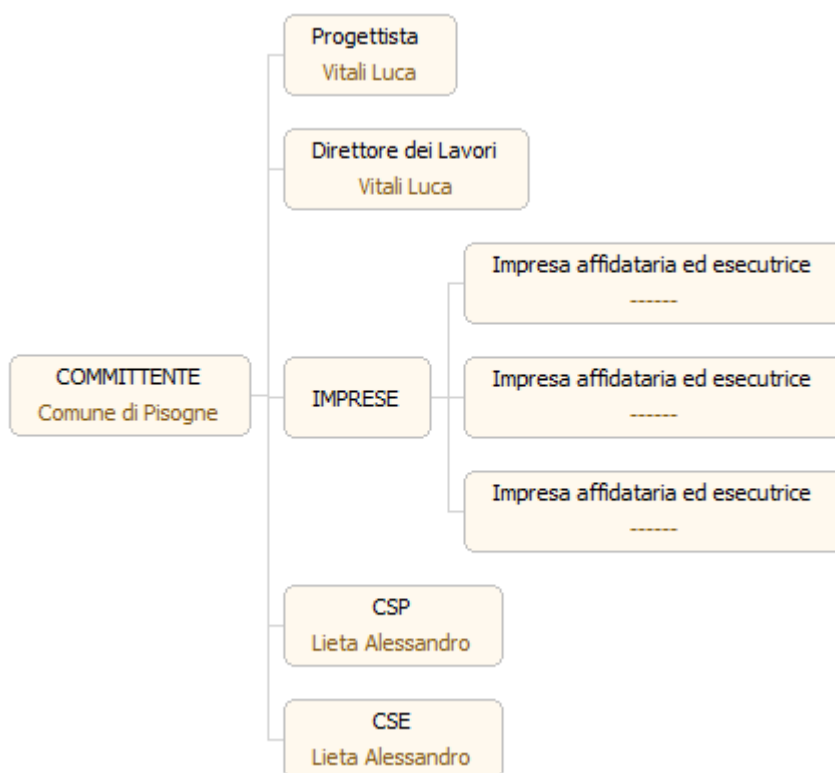 Progettista
Vitali Luca
Direttore dei Lavori
Vitali Luca
Impresa affidataria ed esecutrice
------
COMMITTENTE
Comune di Pisogne
IMPRESE
Impresa affidataria ed esecutrice
------
Impresa affidataria ed esecutrice
------
CSP
Lieta Alessandro
CSE
Lieta Alessandro